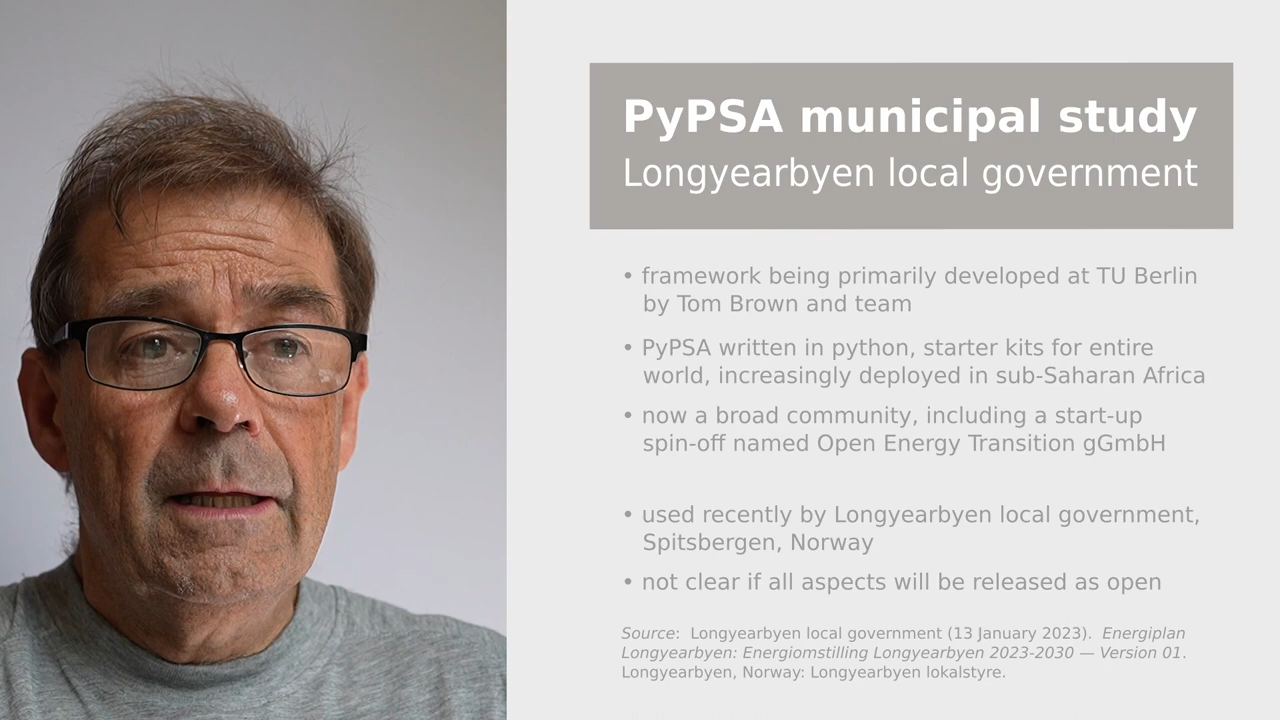 PyPSA municipal study
Longyearbyen local government
• framework being primarily developed at TU Berlin
by Tom Brown and team
• PyPSA written in python, starter kits for entire
world, increasingly deployed in sub-Saharan Africa
• now a broad community, including a start-up
spin-off named Open Energy Transition gGmbH
• used recently by Longyearbyen local government,
Spitsbergen, Norway
• not clear if all aspects will be released as open
Source:  Longyearbyen local government (13 January 2023).  Energiplan
Longyearbyen: Energiomstilling Longyearbyen 2023-2030 — Version 01.
Longyearbyen, Norway: Longyearbyen lokalstyre.